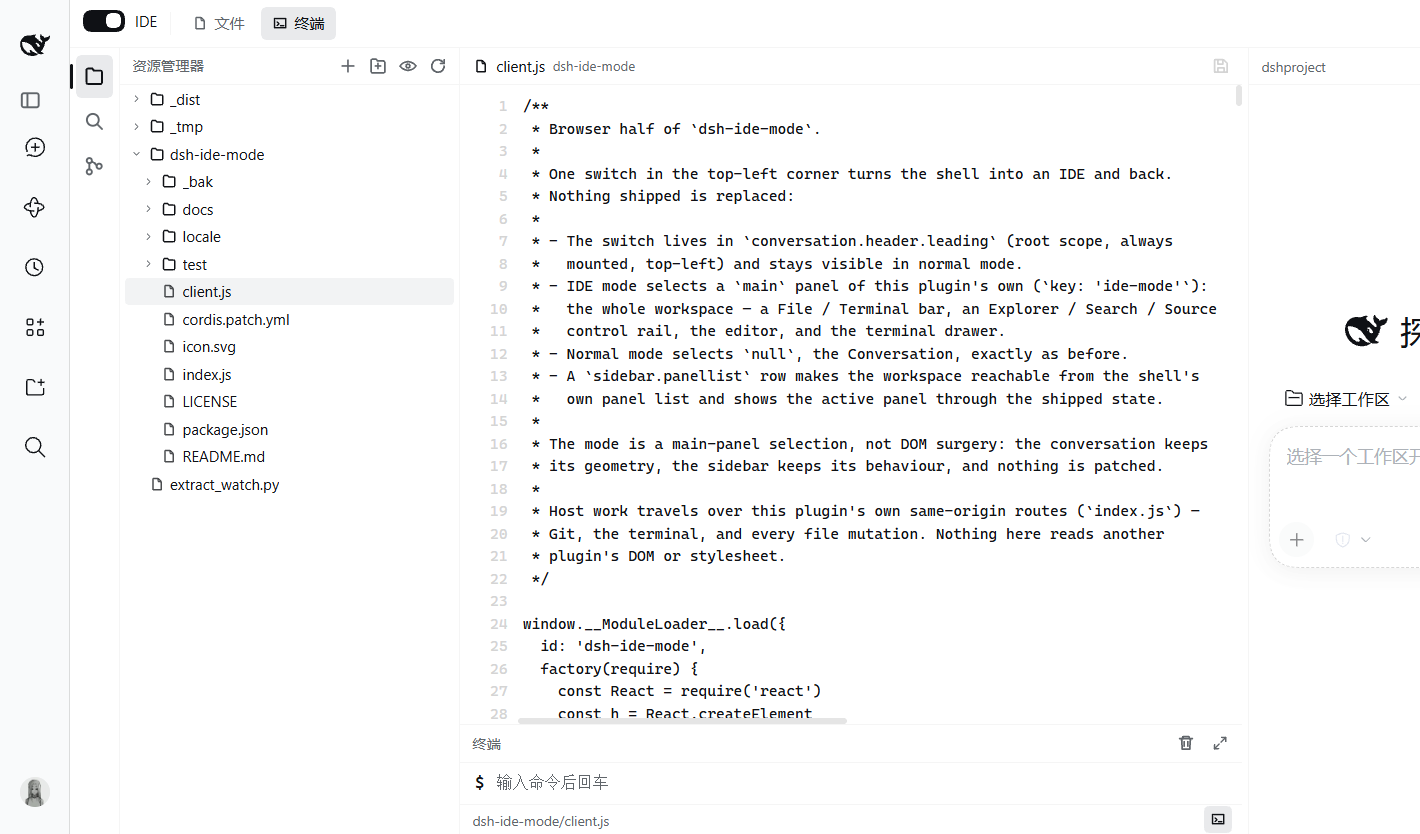 IDE
文件
终端
资源管理器
_dist
_tmp
dsh-ide-mode
_bak
docs
locale
test
client.js
cordis.patch.yml
icon.svg
index.js
LICENSE
package.json
README.md
extract_watch.py
client.js dsh-ide-mode
1 /**
2  * Browser half of `dsh-ide-mode`.
3  *
4  * One switch in the top-left corner turns the shell into an IDE and back.
5  * Nothing shipped is replaced:
6  *
7  * - The switch lives in `conversation.header.leading` (root scope, always
8  *   mounted, top-left) and stays visible in normal mode.
9  * - IDE mode selects a `main` panel of this plugin's own (`key: 'ide-mode'`):
10  *   the whole workspace — a File / Terminal bar, an Explorer / Search / Source
11  *   control rail, the editor, and the terminal drawer.
12  * - Normal mode selects `null`, the Conversation, exactly as before.
13  * - A `sidebar.panellist` row makes the workspace reachable from the shell's
14  *   own panel list and shows the active panel through the shipped state.
15  *
16  * The mode is a main-panel selection, not DOM surgery: the conversation keeps
17  * its geometry, the sidebar keeps its behaviour, and nothing is patched.
18  *
19  * Host work travels over this plugin's own same-origin routes (`index.js`) —
20  * Git, the terminal, and every file mutation. Nothing here reads another
21  * plugin's DOM or stylesheet.
22  */
23
24 window.__ModuleLoader__.load({
25   id: 'dsh-ide-mode',
26   factory(require) {
27     const React = require('react')
28     const h = React.createElement
终端
$ 输入命令后回车
dsh-ide-mode/client.js
dshproject
探
选择工作区
选择一个工作区开